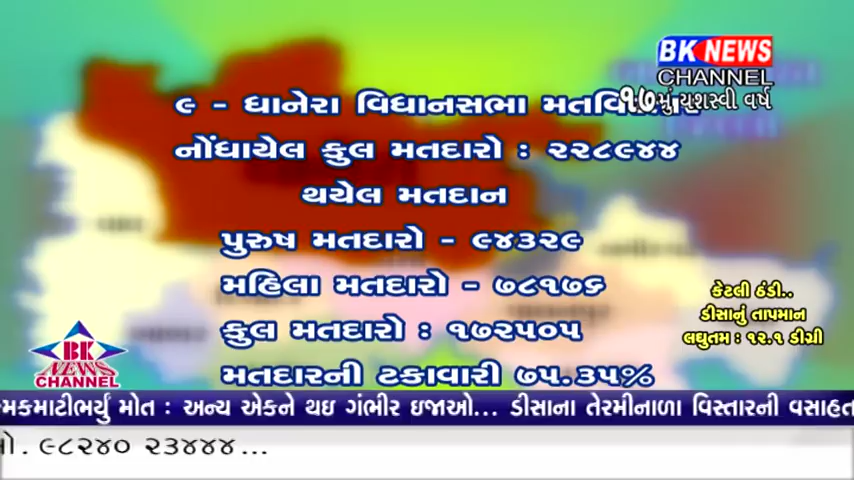 BK NEWS
CHANNEL
૧૭મું યશસ્વી વર્ષ
૯ - ધાનેરા વિધાનસભા
નોંધાયેલ કુલ મતદારો : ૨૨૮૯૪૪
થયેલ મતદાન
પુરુષ મતદારો - ૯૪૩૨૯
મહિલા મતદારો - ૭૮૧૭૬
કુલ મતદારો : ૧૭૨૫૦૫
મતદારની ટકાવારી ૭૫.૩૫%
કેટલી ઠંડી..
ડીસાનું તાપમાન
લઘુતમ : ૧૨.૧ ડીગ્રી
BK
NEWS
CHANNEL
મકમાટીભર્યું મોત : અન્ય એકને થઇ ગંભીર ઇજાઓ... ડીસાના તેરમીનાળા વિસ્તારની વસાહત
. ૯૮૨૪૦ ૨૩૪૪૪...